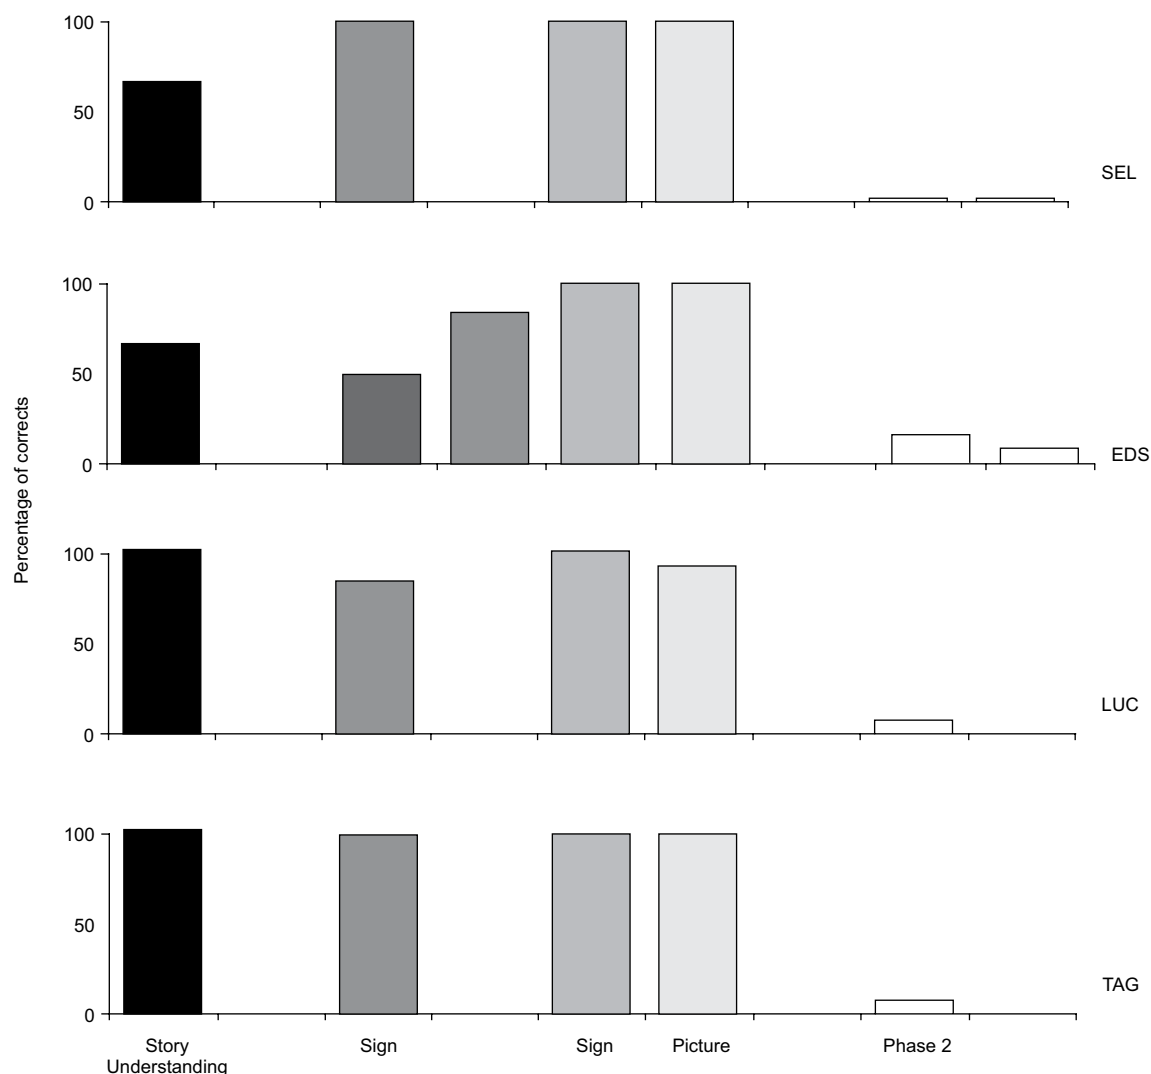 100
50
0
SEL
100
50
0
EDS
Percentage of corrects
100
50
0
LUC
100
50
0
TAG
Story
Understanding
Sign
Sign
Picture
Phase 2